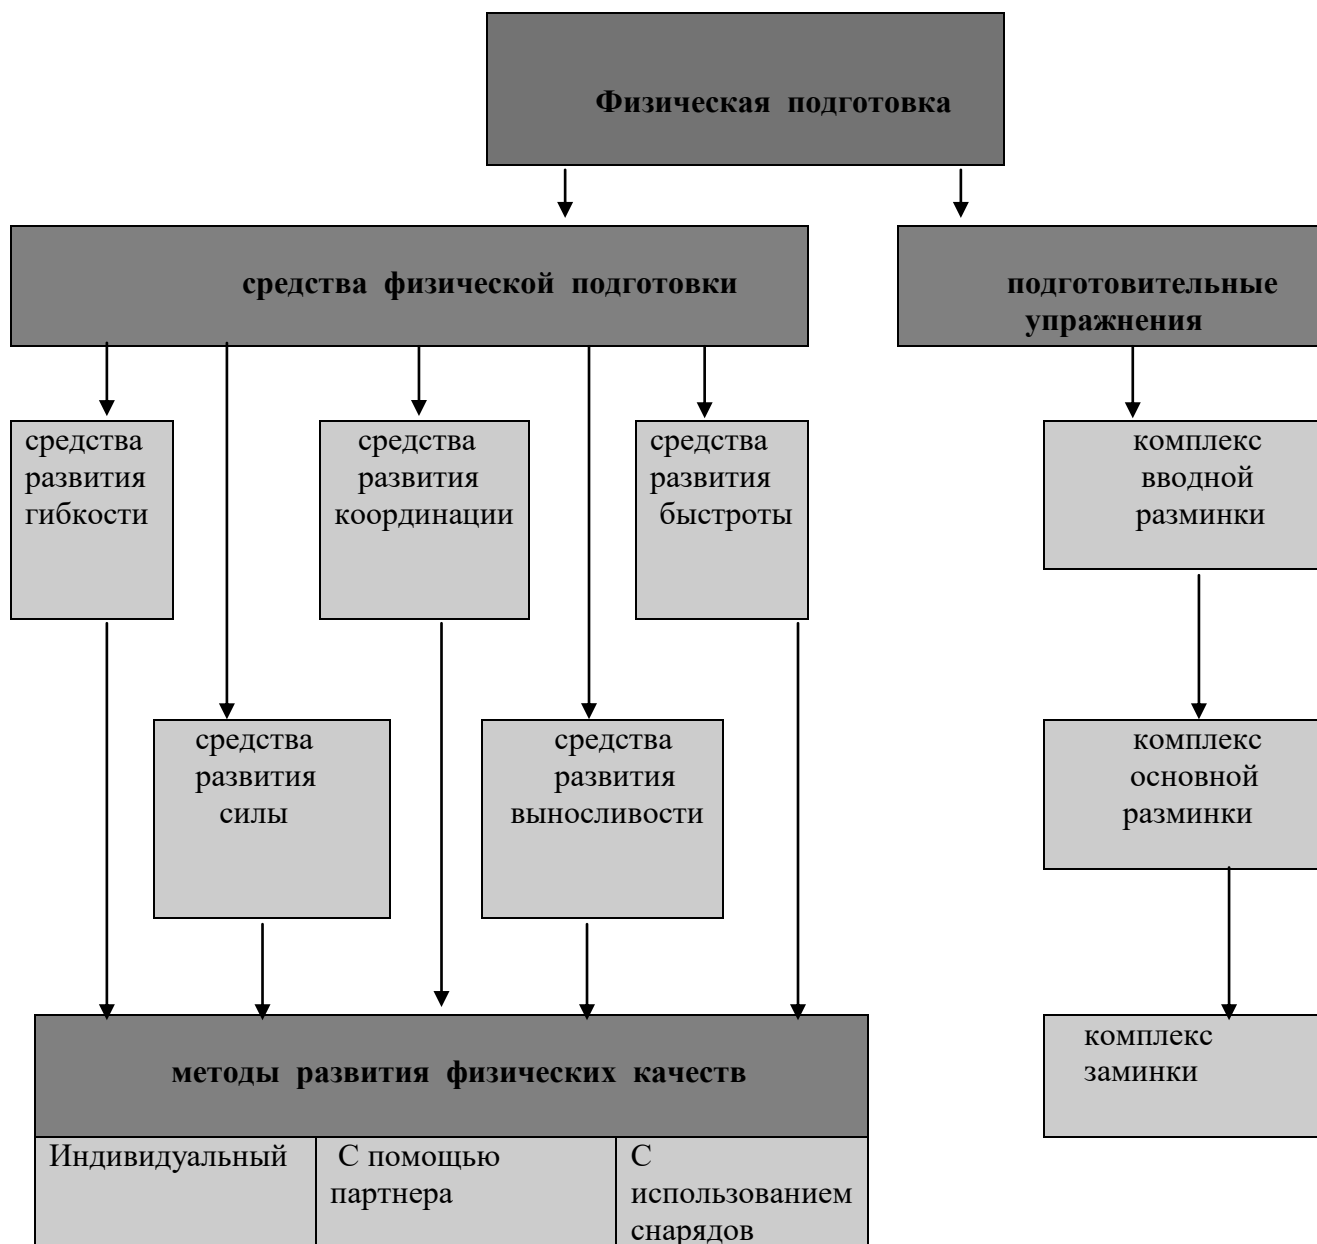 Физическая подготовка
средства физической подготовки
подготовительные
упражнения
средства
развития
гибкости
средства
развития
координации
средства
развития
быстроты
комплекс
вводной
разминки
средства
развития
силы
средства
развития
выносливости
комплекс
основной
разминки
методы развития физических качеств
Индивидуальный
С помощью
партнера
С
использованием
снарядов
комплекс
заминки